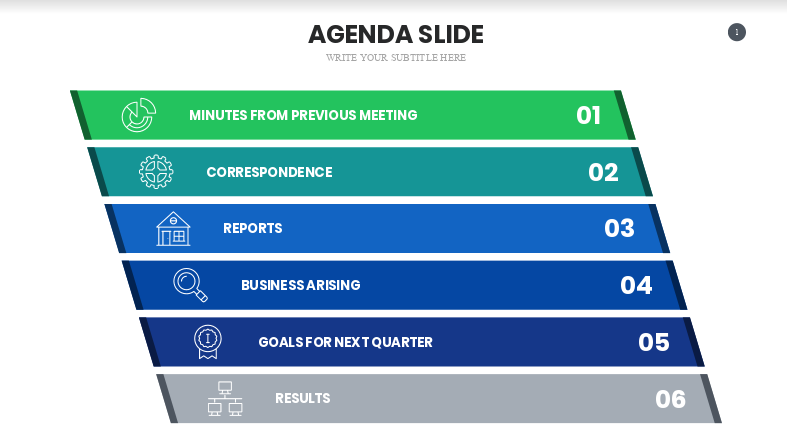 AGENDA SLIDE
WRITE YOUR SUBTITLE HERE
1
MINUTES FROM PREVIOUS MEETING 01
CORRESPONDENCE 02
REPORTS 03
BUSINESS ARISING 04
GOALS FOR NEXT QUARTER 05
RESULTS 06